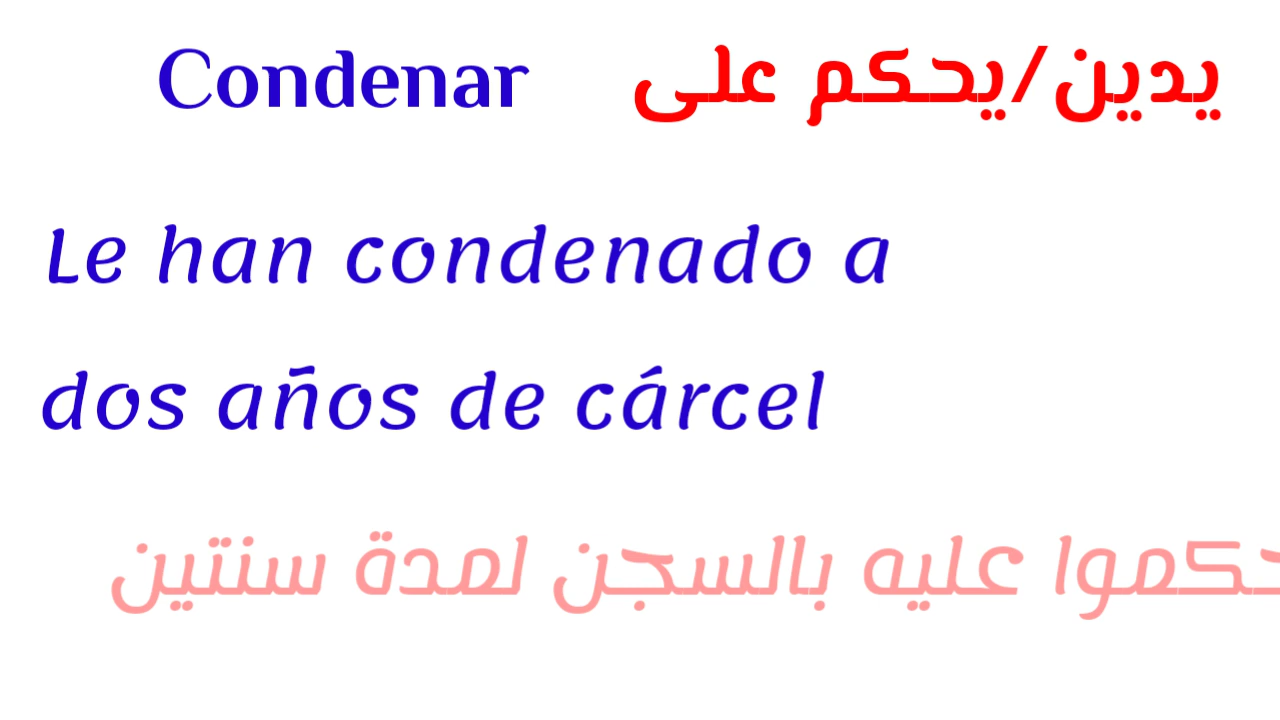 Condenar يدين/يحكم على
Le han condenado a
dos años de cárcel
حكموا عليه بالسجن لمدة سنتين